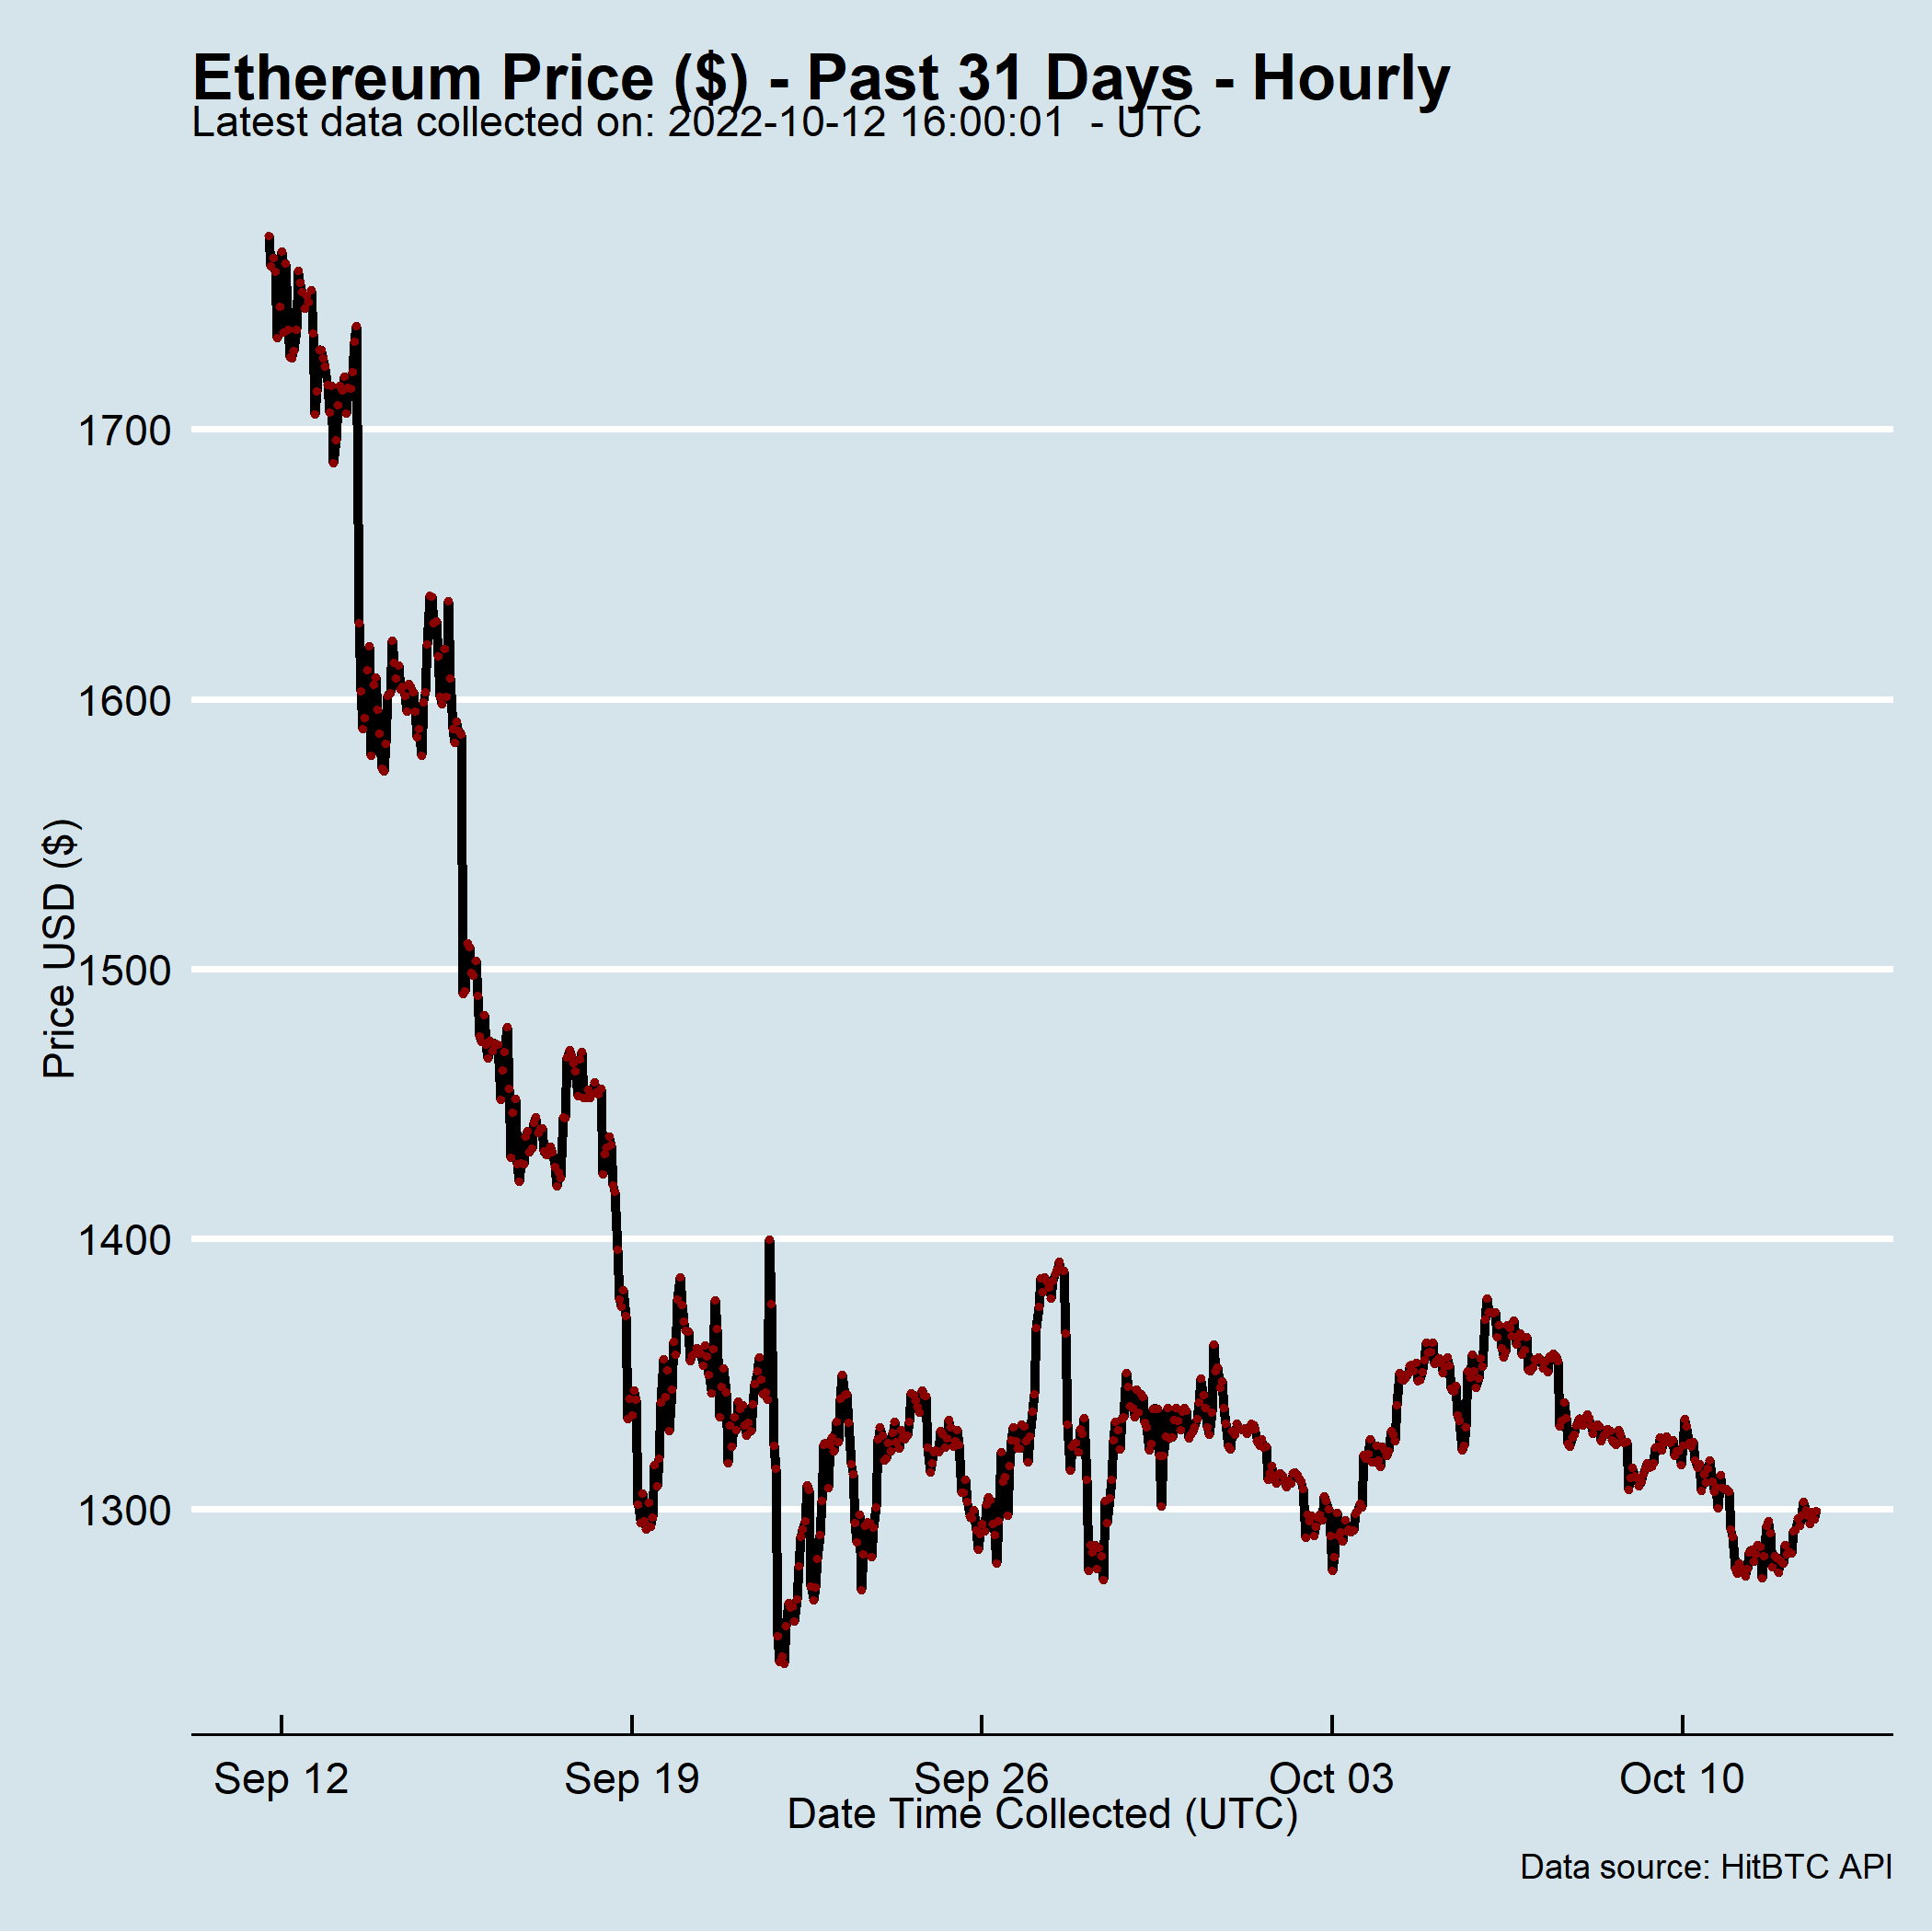 Ethereum Price ($) - Past 31 Days - Hourly
Latest data collected on: 2022-10-12 16:00:01  - UTC
Price USD ($)
1700
1600
1500
1400
1300
Sep 12
Sep 19
Sep 26
Oct 03
Oct 10
Date Time Collected (UTC)
Data source: HitBTC API